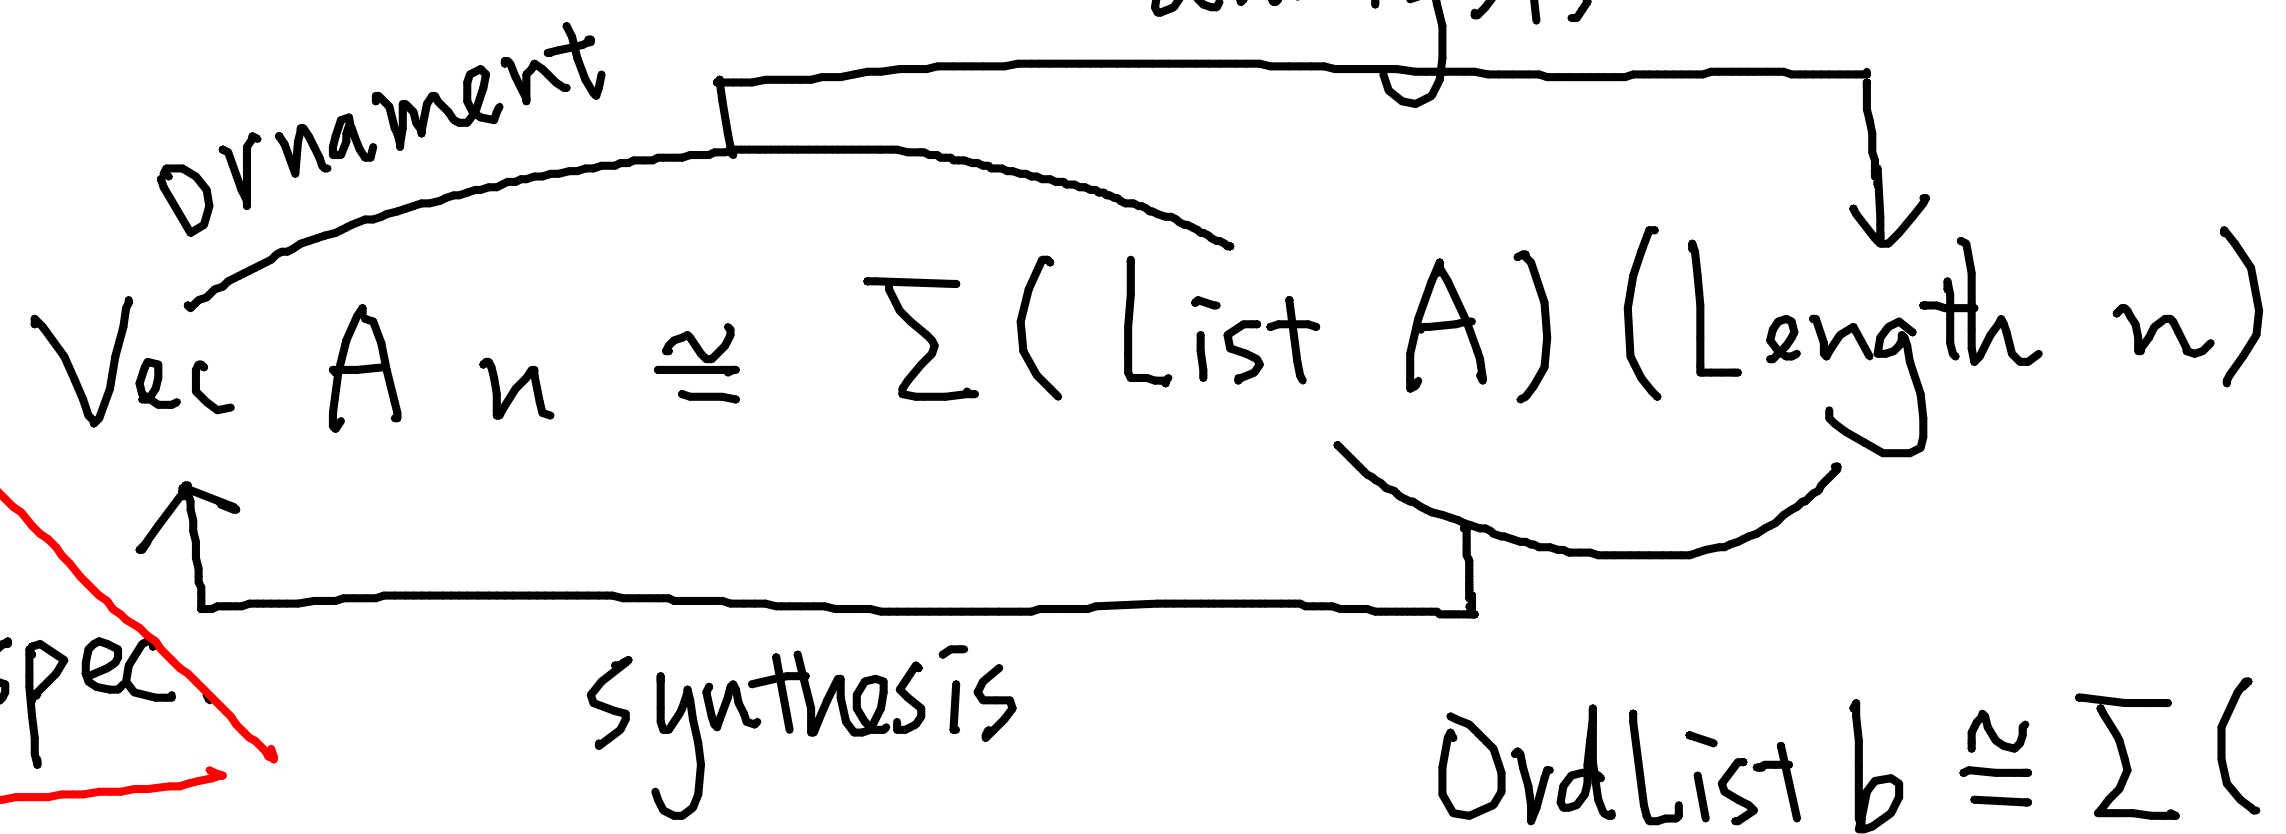 Ornament
Vec A n ≅ Σ(List A)(Length n)
spec
synthesis
OrdList b ≅ Σ(